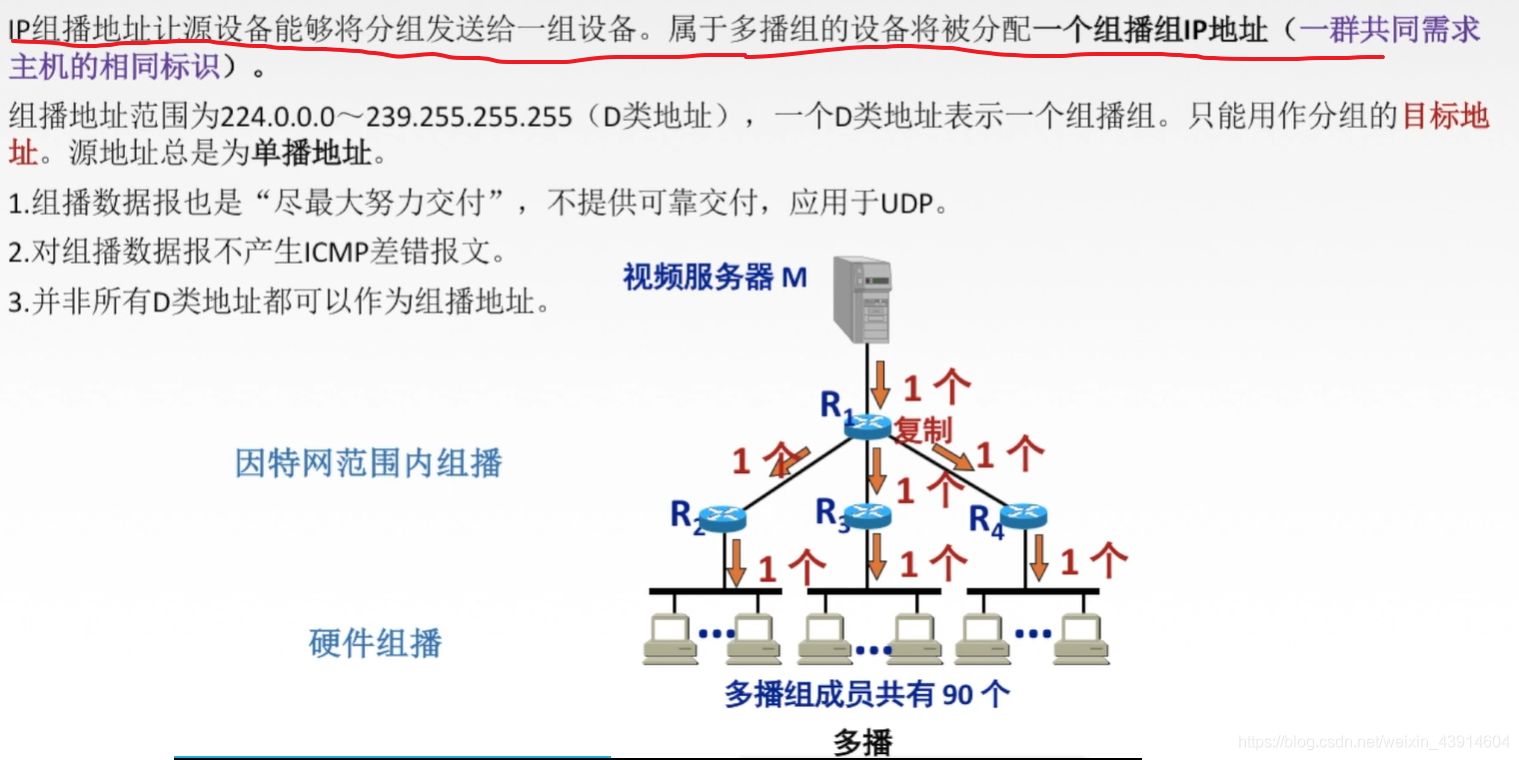 IP组播地址让源设备能够将分组发送给一组设备。属于多播组的设备将被分配一个组播组IP地址（一群共同需求
主机的相同标识）。
组播地址范围为224.0.0.0～239.255.255.255（D类地址），一个D类地址表示一个组播组。只能用作分组的目标地
址。源地址总是为单播地址。
1.组播数据报也是“尽最大努力交付”，不提供可靠交付，应用于UDP。
2.对组播数据报不产生ICMP差错报文。
3.并非所有D类地址都可以作为组播地址。
视频服务器 M
1 个
R1
复制
1 个
1 个
1 个
因特网范围内组播
R2
R3
R4
1 个
1 个
1 个
硬件组播
多播组成员共有 90 个
多播
https://blog.csdn.net/weixin_43914604